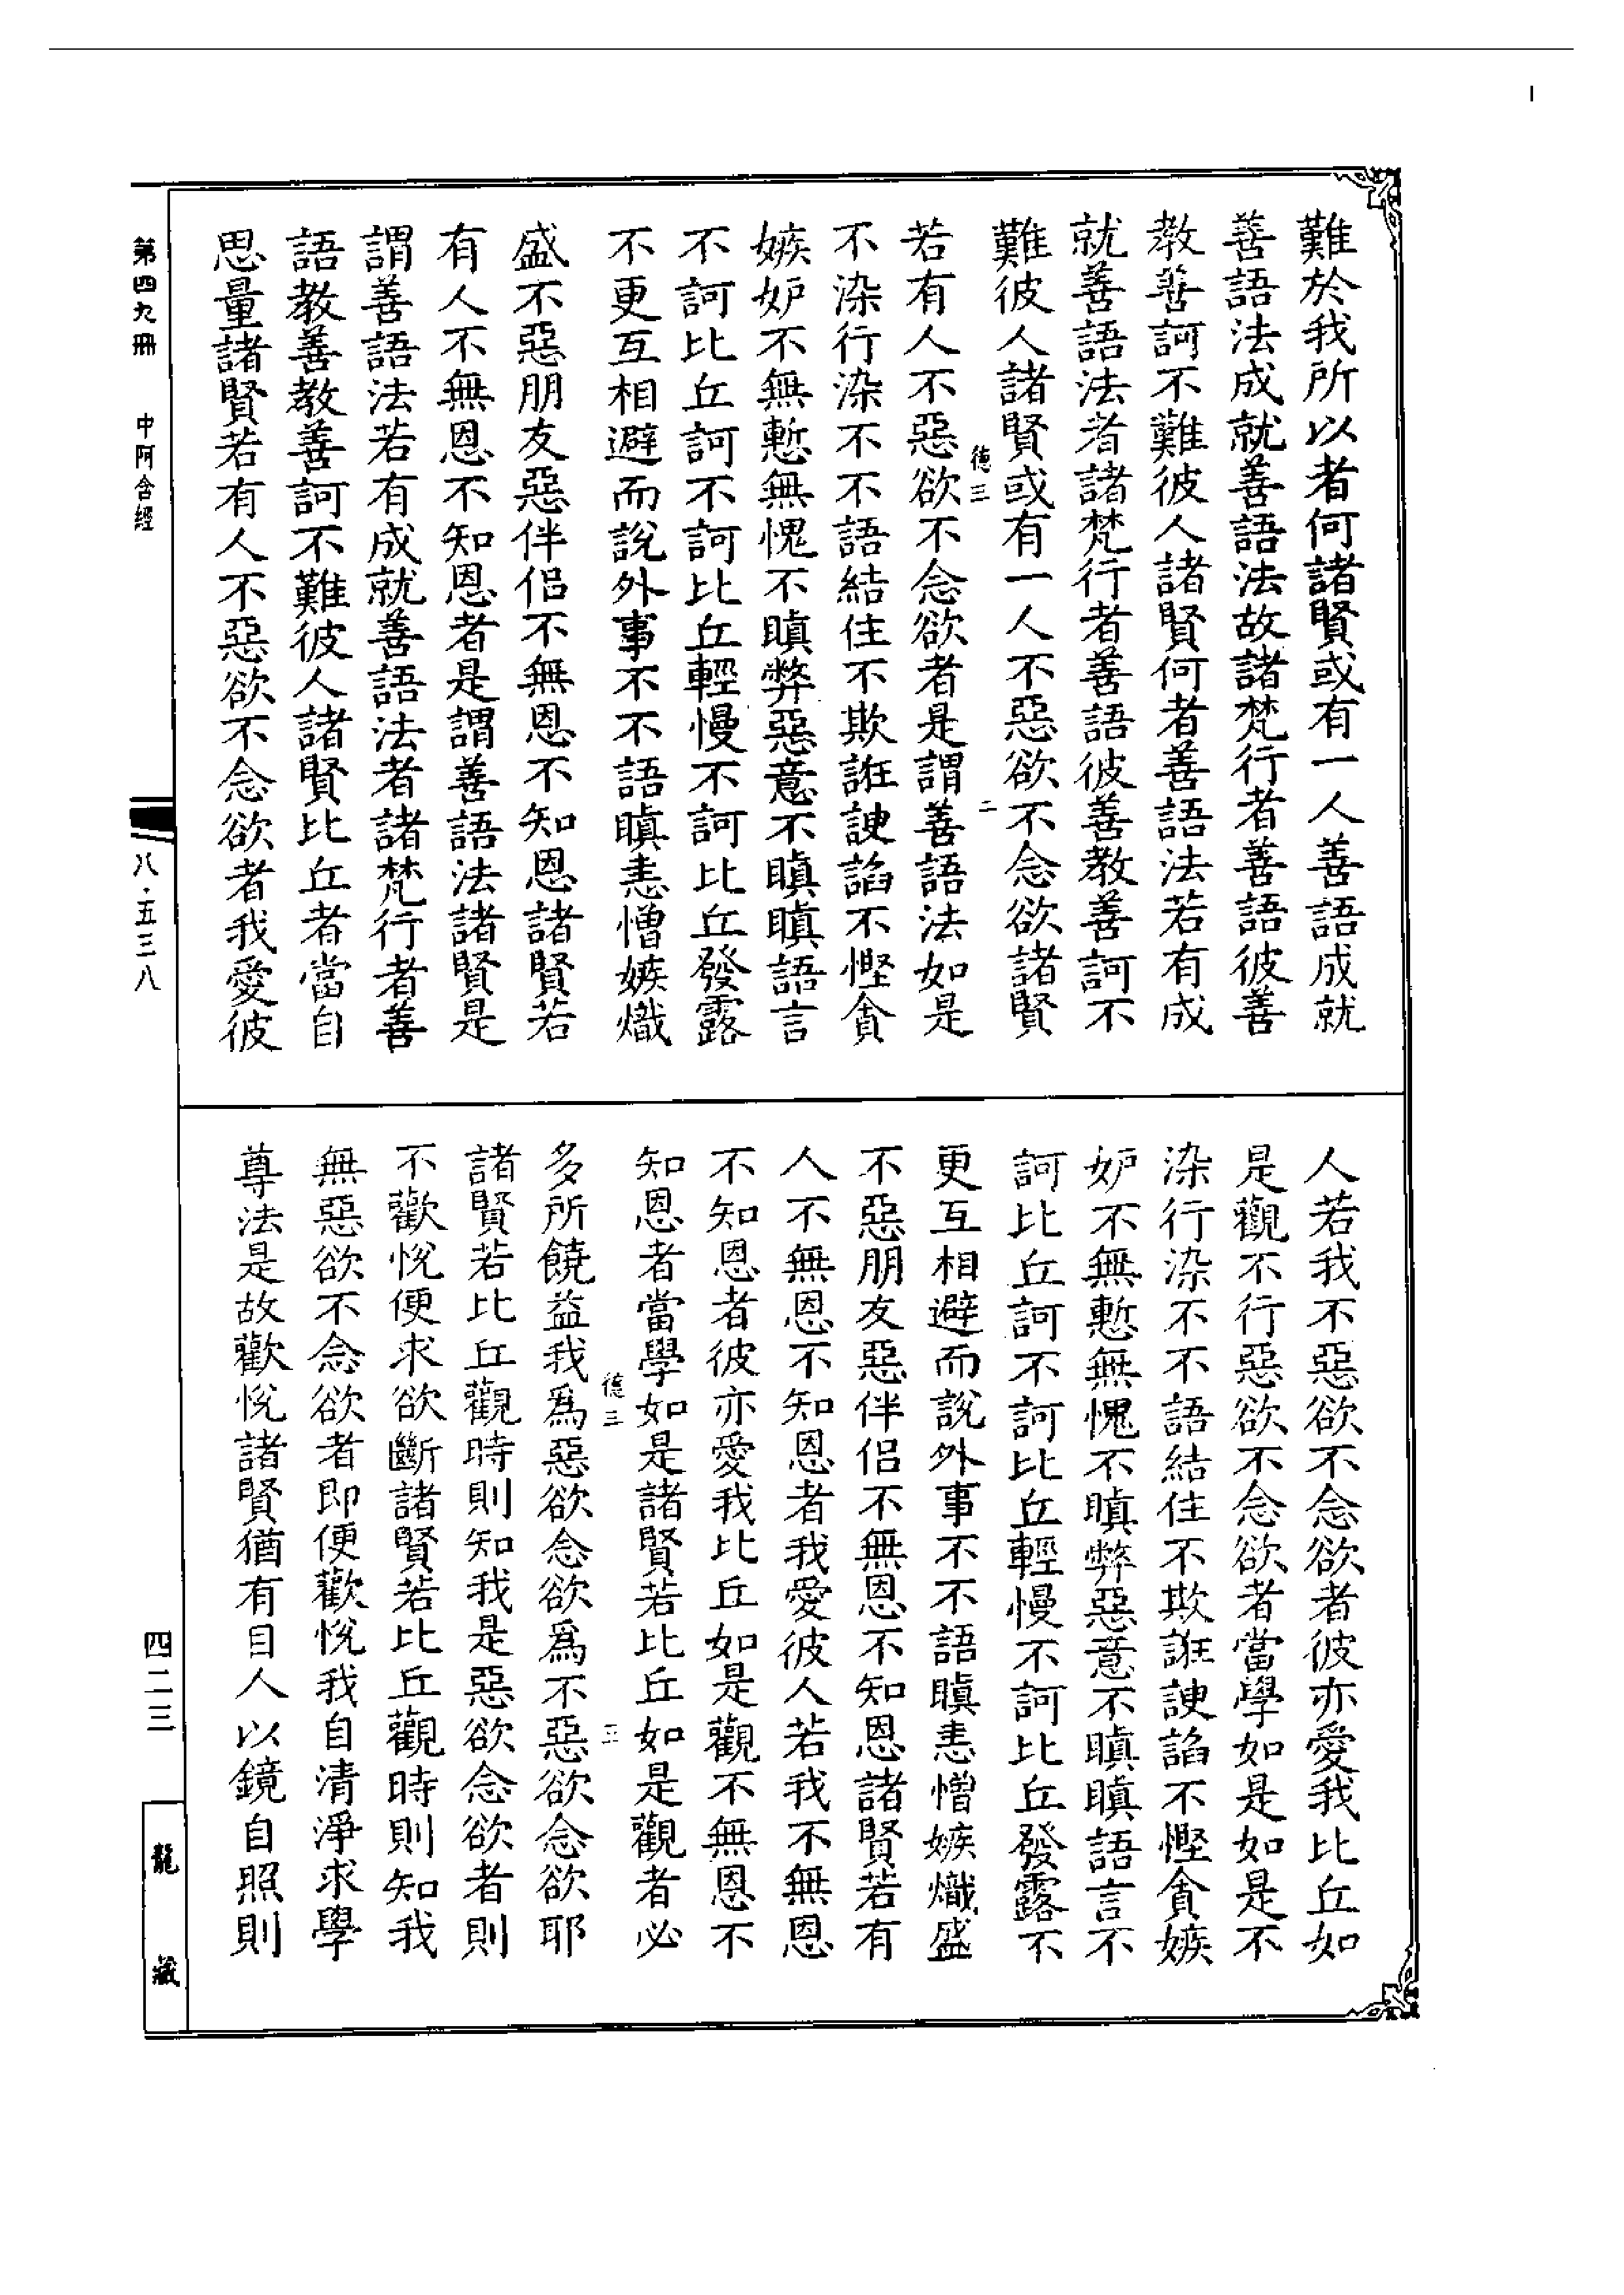 難於我所以者何諸賢或有一人善語成就
善語法成就善語法故諸梵行者善語彼善
教善訶不難彼人諸賢何者善語法若有成
就善語法者諸梵行者善語彼善教善訶不
難彼人諸賢或有一人不惡欲不念欲諸賢
德三 二
若有人不惡欲不念欲者是謂善語法如是
不染行染不不語結住不欺誑諛諂不慳貪
嫉妒不無慙無愧不瞋弊惡意不瞋瞋語言
不訶比丘訶不訶比丘輕慢不訶比丘發露
不更互相避而說外事不不語瞋恚憎嫉熾
盛不惡朋友惡伴侶不無恩不知恩諸賢若
有人不無恩不知恩者是謂善語法諸賢是
謂善語法若有成就善語法者諸梵行者善
語教善教善訶不難彼人諸賢比丘者當自
思量諸賢若有人不惡欲不念欲者我愛彼
人若我不惡欲不念欲者彼亦愛我比丘如
是觀不行惡欲不念欲者當學如是如是不
染行染不不語結住不欺誑諛諂不慳貪嫉
妒不無慙無愧不瞋弊惡意不瞋瞋語言不
訶比丘訶不訶比丘輕慢不訶比丘發露不
更互相避而說外事不不語瞋恚憎嫉熾盛
不惡朋友惡伴侶不無恩不知恩諸賢若有
人不無恩不知恩者我愛彼人若我不無恩
不知恩者彼亦愛我比丘如是觀不無恩不
知恩者當學如是諸賢若比丘如是觀者必
德三 三
多所饒益我為惡欲念欲為不惡欲念欲耶
諸賢若比丘觀時則知我是惡欲念欲者則
不歡悅便求欲斷諸賢若比丘觀時則知我
無惡欲不念欲者即便歡悅我自清淨求學
尊法是故歡悅諸賢猶有目人以鏡自照則
第四九冊 中阿含經
八·五三八
四二三
龍藏